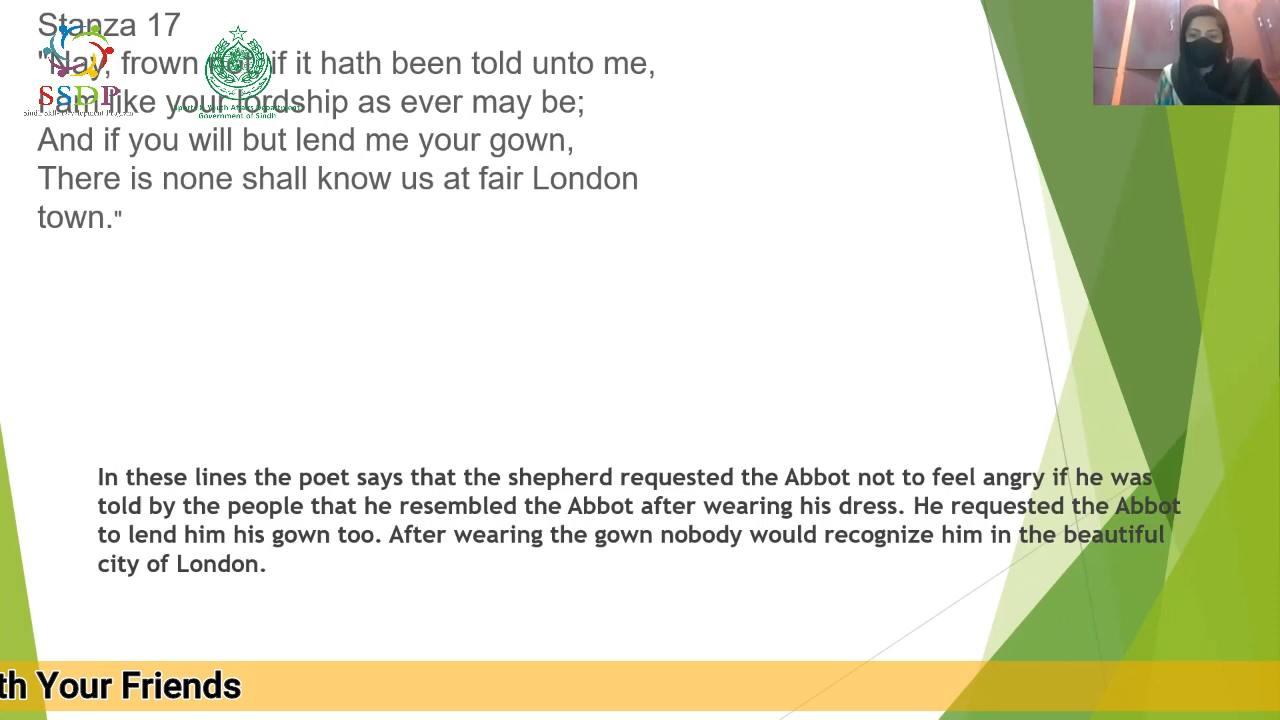 Stanza 17
"Nay, frown not, if it hath been told unto me,
I am like your lordship as ever may be;
And if you will but lend me your gown,
There is none shall know us at fair London
town."
SSDP
Government of Sindh
In these lines the poet says that the shepherd requested the Abbot not to feel angry if he was
told by the people that he resembled the Abbot after wearing his dress. He requested the Abbot
to lend him his gown too. After wearing the gown nobody would recognize him in the beautiful
city of London.
th Your Friends